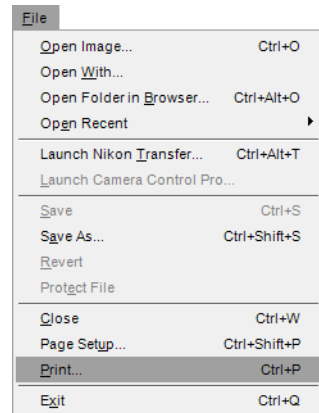 File
Open Image... Ctrl+O
Open With...
Open Folder in Browser... Ctrl+Alt+O
Open Recent
Launch Nikon Transfer... Ctrl+Alt+T
Launch Camera Control Pro...
Save Ctrl+S
Save As... Ctrl+Shift+S
Revert
Protect File
Close Ctrl+W
Page Setup... Ctrl+Shift+P
Print... Ctrl+P
Exit Ctrl+Q